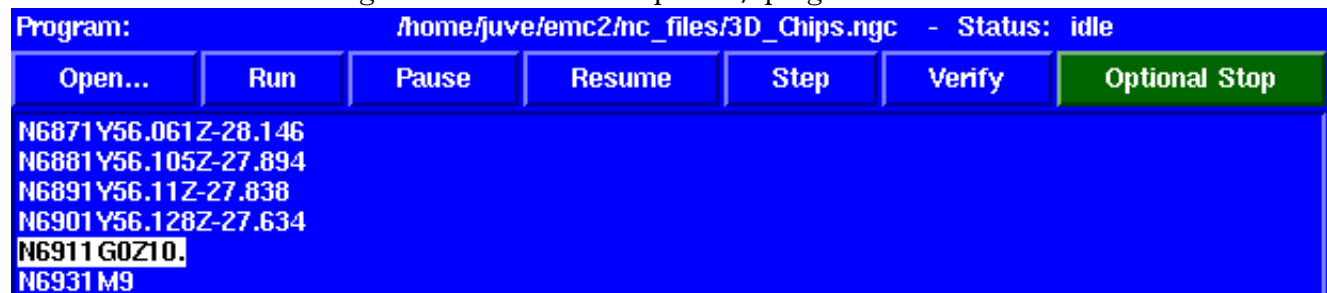 Program: /home/juve/emc2/nc_files/3D_Chips.ngc - Status: idle
Open... Run Pause Resume Step Verify Optional Stop
N6871Y56.061Z-28.146
N6881Y56.105Z-27.894
N6891Y56.11Z-27.838
N6901Y56.128Z-27.634
N6911G0Z10.
N6931M9